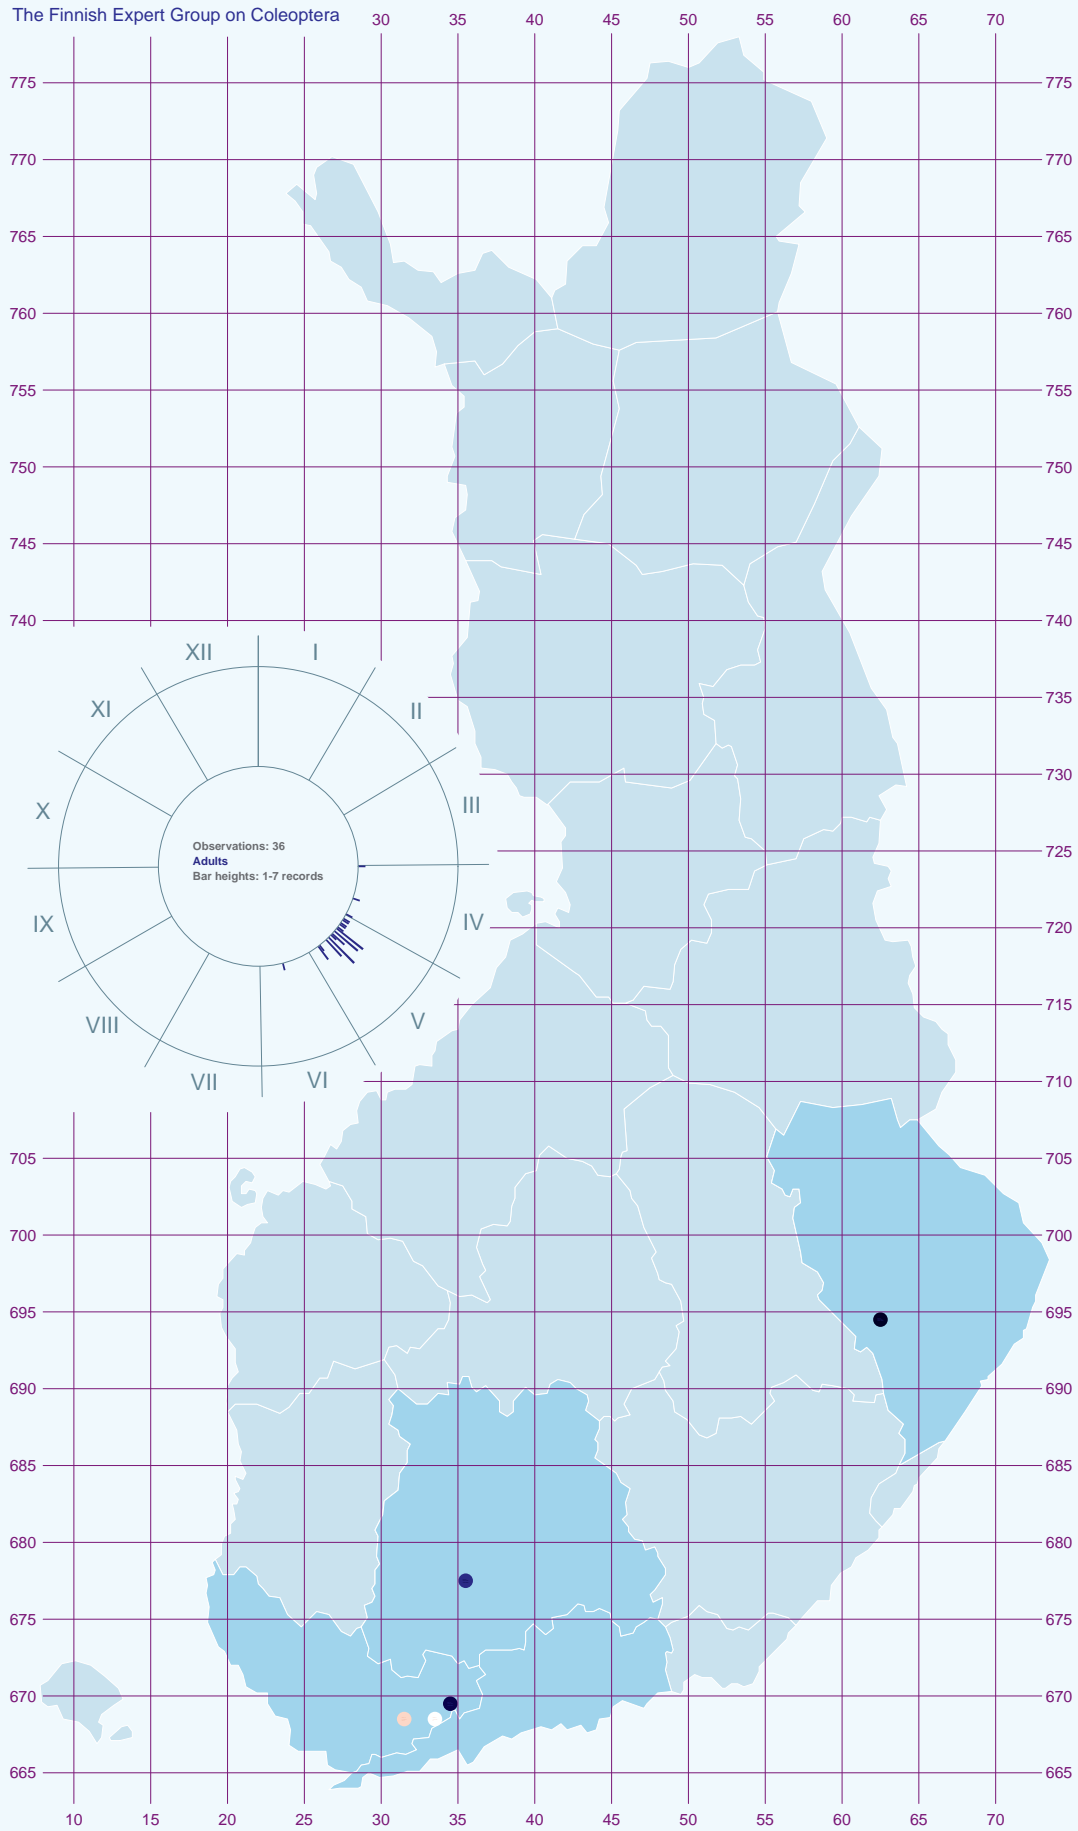 The Finnish Expert Group on Coleoptera
30 35 40 45 50 55 60 65 70
775 775
770 770
765 765
760 760
755 755
750 750
745 745
740 740
XII I
735
XI II
730
III
X
Observations: 36
Adults
Bar heights: 1-7 records
725
IX IV
720
715
VIII V
VII VI
710
705 705
700 700
695 695
690 690
685 685
680 680
675 675
670 670
665 665
10 15 20 25 30 35 40 45 50 55 60 65 70